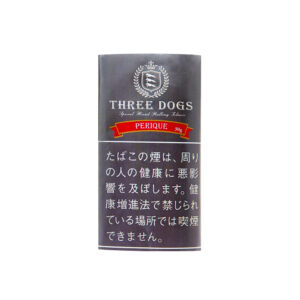 THREE DOGS
Special Hand Rolling Tobacco
PERIQUE 30g
たばこの煙は、周り
の人の健康に悪影
響を及ぼします。健
康増進法で禁じられ
ている場所では喫煙
できません。